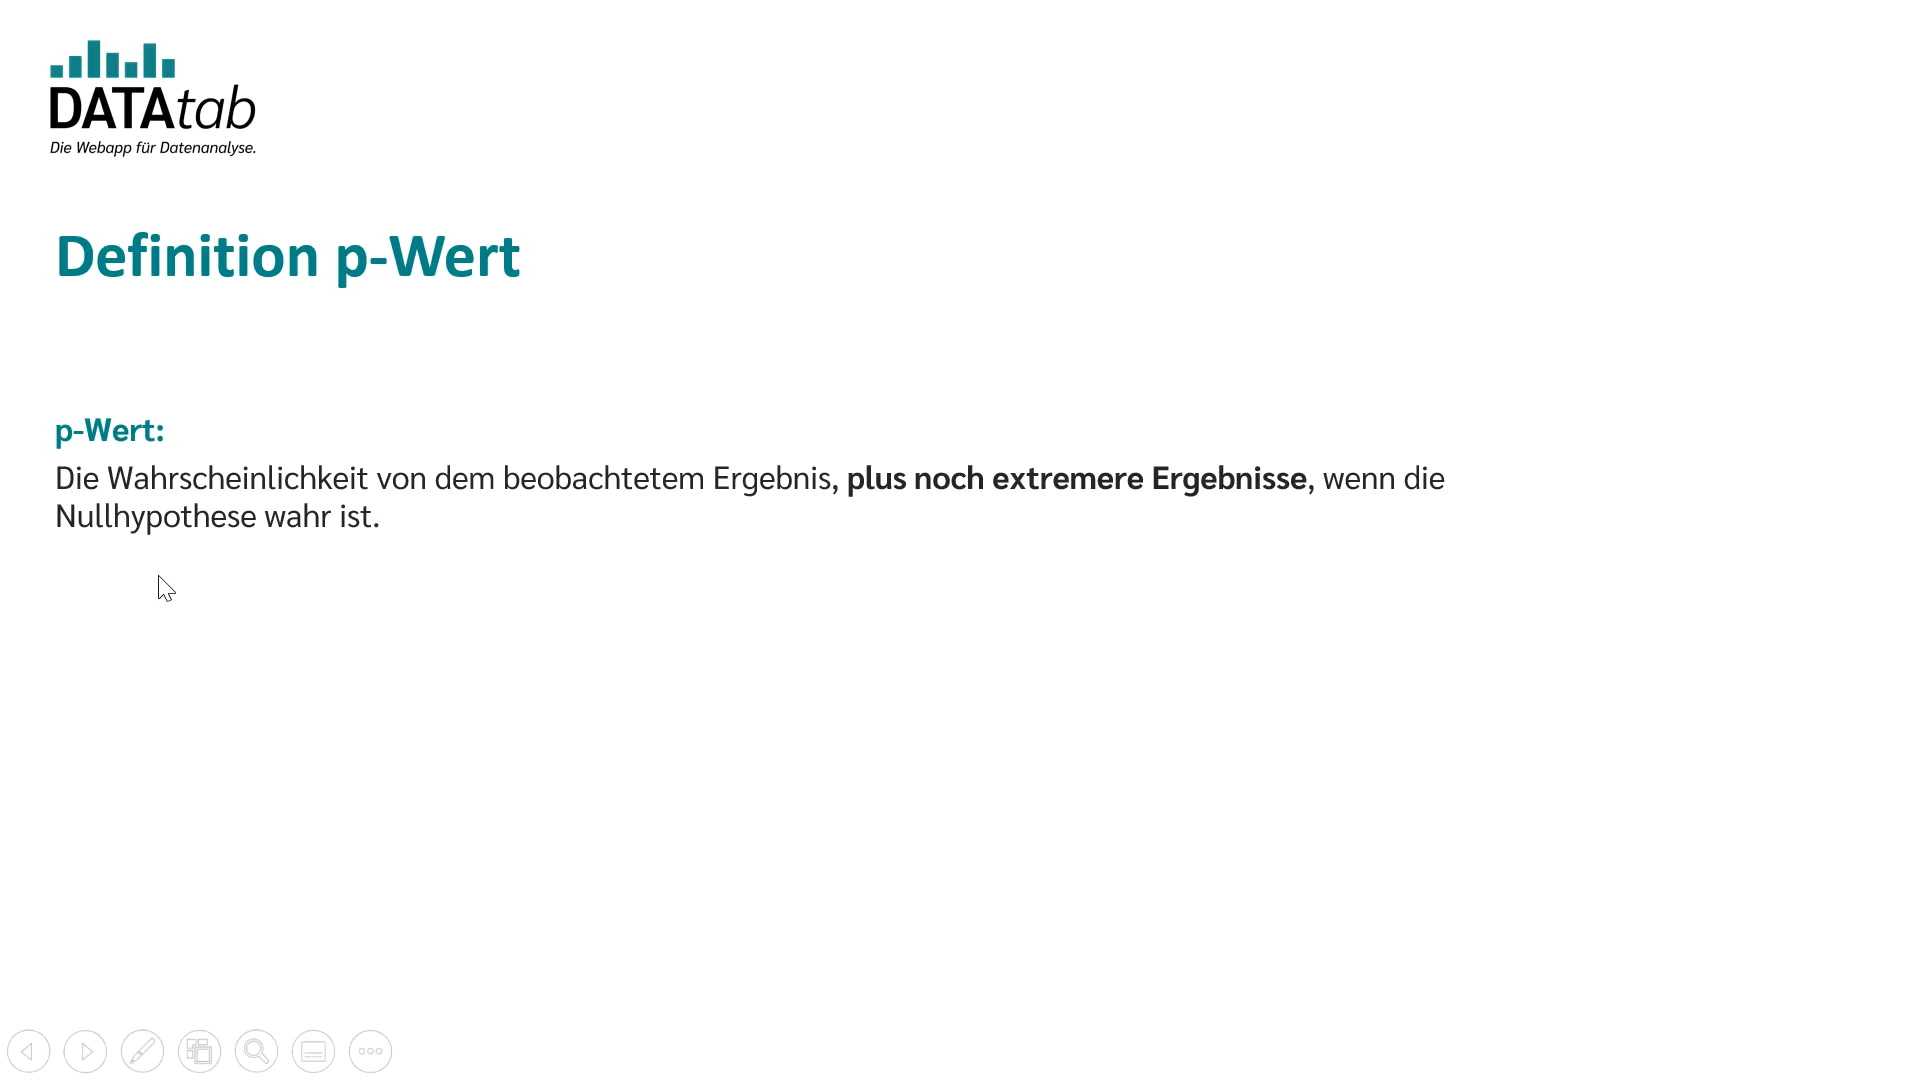 DATAtab
Die Webapp für Datenanalyse.
Definition p-Wert
p-Wert:
Die Wahrscheinlichkeit von dem beobachtetem Ergebnis, plus noch extremere Ergebnisse, wenn die
Nullhypothese wahr ist.